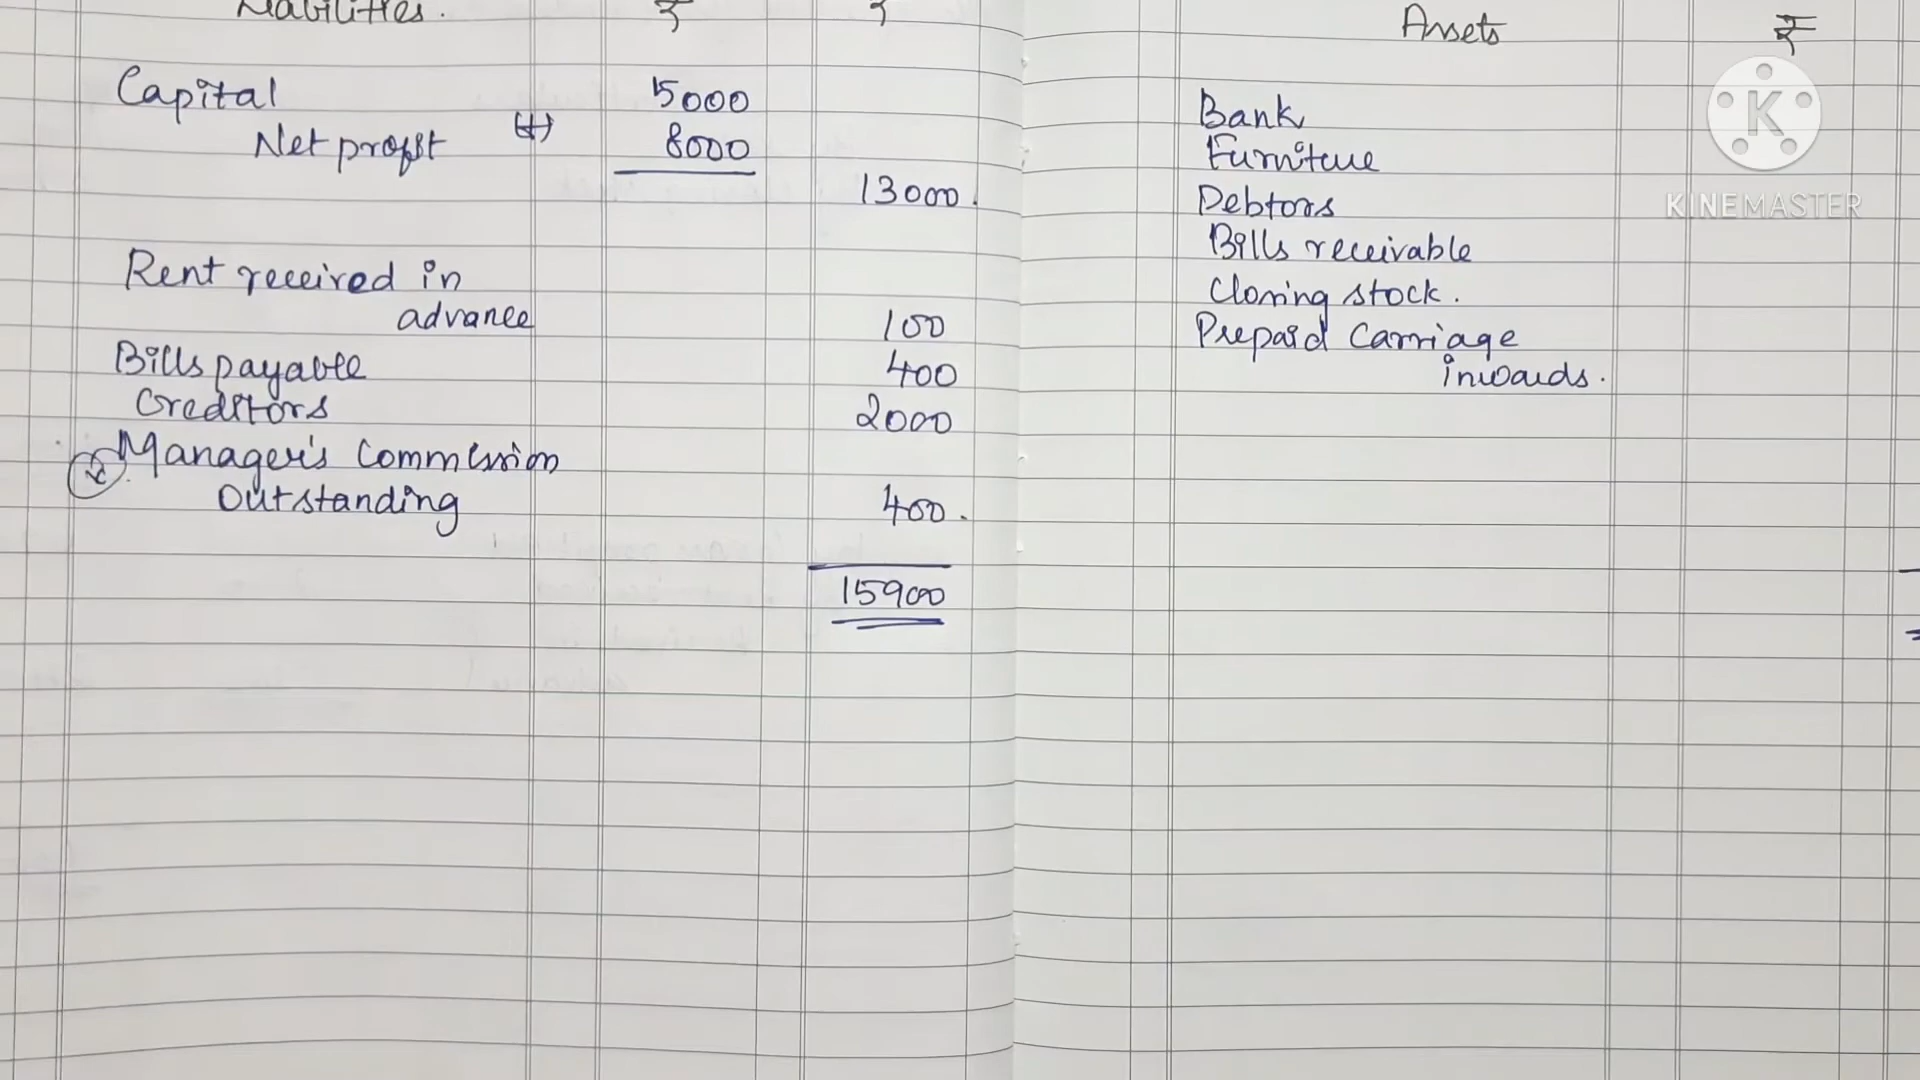 Liabilities. ₹ ₹
Capital 5000
Net profit (+) 8000
13000.
Rent received in
advance 100
Bills payable 400
Creditors 2000
Manager's Commission
Outstanding 400.
15900
Assets ₹
Bank
Furniture
Debtors
Bills receivable
Closing stock.
Prepaid Carriage
inwards.
K
KINEMASTER